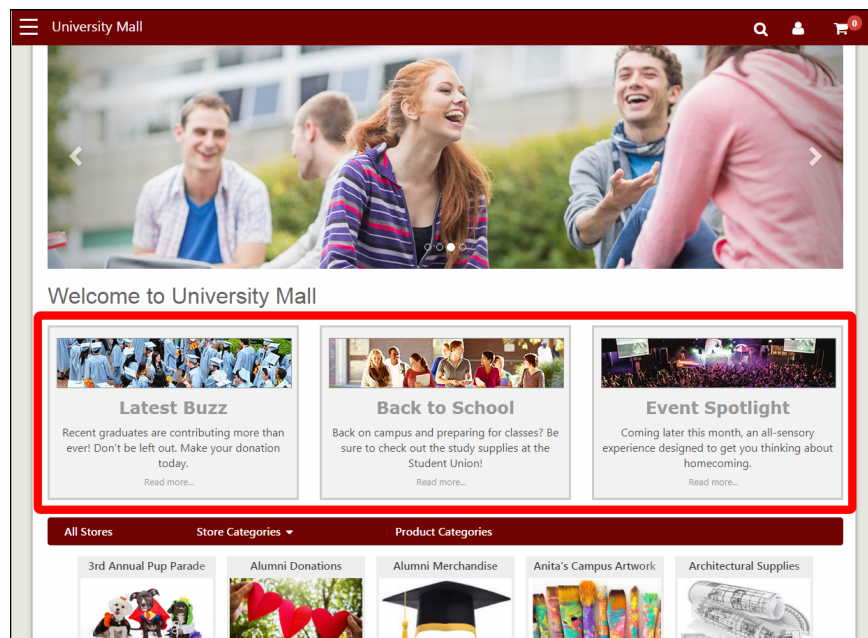 University Mall
0
Welcome to University Mall
Latest Buzz
Recent graduates are contributing more than
ever! Don't be left out. Make your donation
today.
Read more...
Back to School
Back on campus and preparing for classes? Be
sure to check out the study supplies at the
Student Union!
Read more...
Event Spotlight
Coming later this month, an all-sensory
experience designed to get you thinking about
homecoming.
Read more...
All Stores
Store Categories
Product Categories
3rd Annual Pup Parade
Alumni Donations
Alumni Merchandise
Anita's Campus Artwork
Architectural Supplies